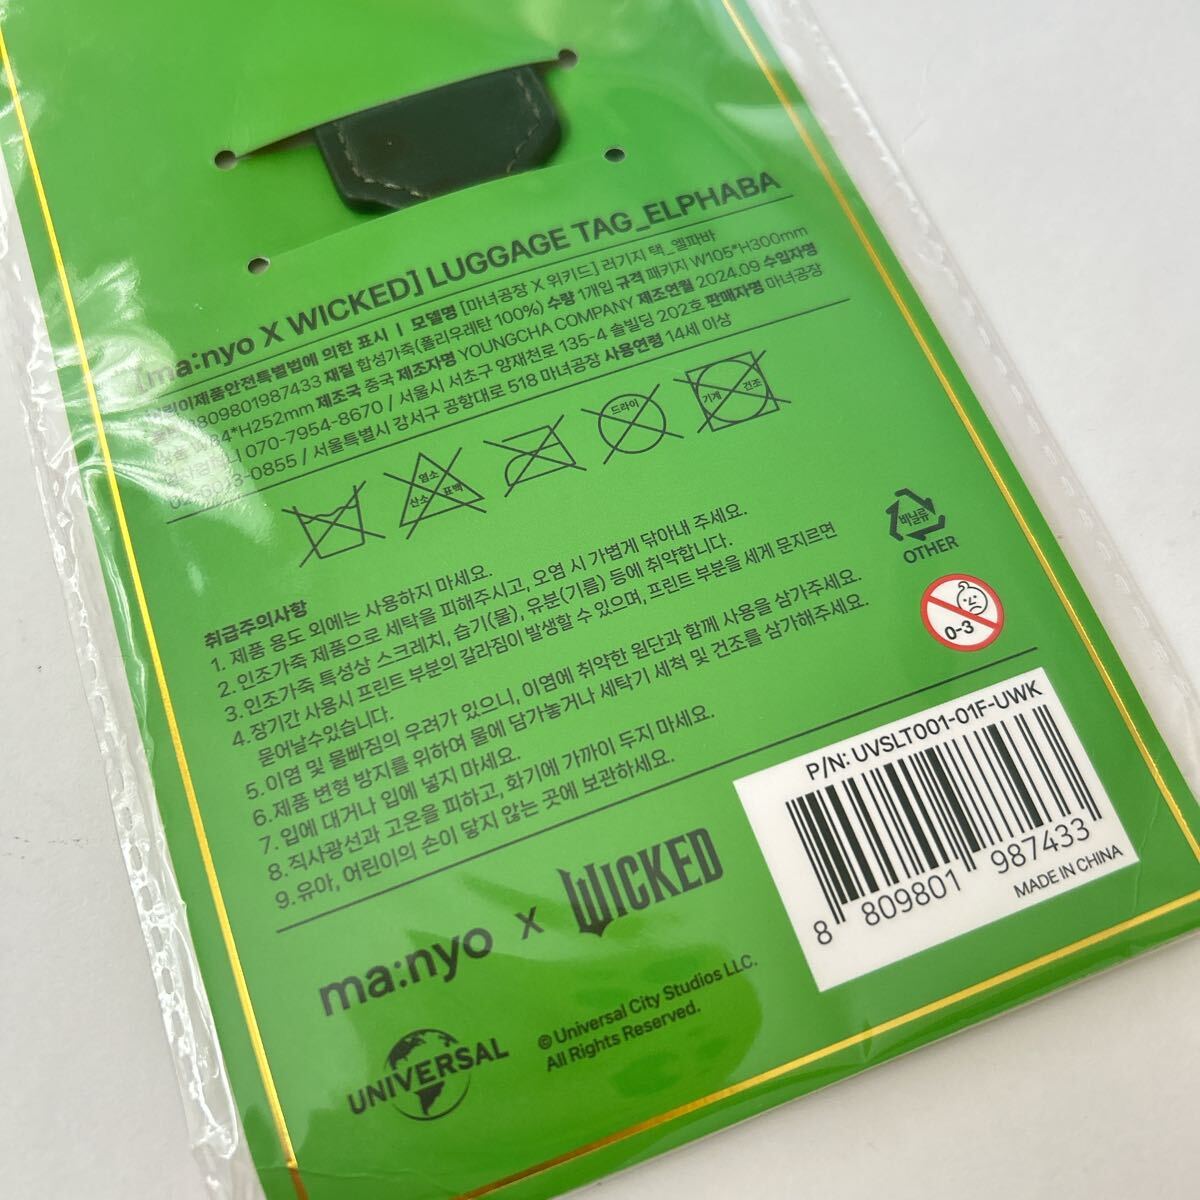 [ma:nyo X WICKED] LUGGAGE TAG_ELPHABA
어린이제품안전특별법에 의한 표시 I 모델명 [마녀공장 X 위키드] 러기지 택_엘파바
8809801987433 재질 합성가죽(폴리우레탄 100%) 수량 1개입 규격 패키지 W105*H300mm
W84*H252mm 제조국 중국 제조자명 YOUNGCHA COMPANY 제조연월 2024.09 수입자명
070-7954-8670 / 서울시 서초구 양재천로 135-4 솔빌딩 202호 판매자명 마녀공장
0855 / 서울특별시 강서구 공항대로 518 마녀공장 사용연령 14세 이상
염소
산소 표백
드라이
기계 건조
취급주의사항
1. 제품 용도 외에는 사용하지 마세요.
2. 인조가죽 제품으로 세탁을 피해주시고, 오염 시 가볍게 닦아내 주세요.
3. 인조가죽 특성상 스크레치, 습기(물), 유분(기름) 등에 취약합니다.
4. 장기간 사용시 프린트 부분의 갈라짐이 발생할 수 있으며, 프린트 부분을 세게 문지르면
묻어날수있습니다.
5. 이염 및 물빠짐의 우려가 있으니, 이염에 취약한 원단과 함께 사용을 삼가주세요.
6. 제품 변형 방지를 위하여 물에 담가놓거나 세탁기 세척 및 건조를 삼가해주세요.
7. 입에 대거나 입에 넣지 마세요.
8. 직사광선과 고온을 피하고, 화기에 가까이 두지 마세요.
9. 유아, 어린이의 손이 닿지 않는 곳에 보관하세요.
비닐류
OTHER
0-3
P/N: UVSLT001-01F-UWK
8 809801 987433
MADE IN CHINA
ma:nyo x WICKED
UNIVERSAL
© Universal City Studios LLC.
All Rights Reserved.